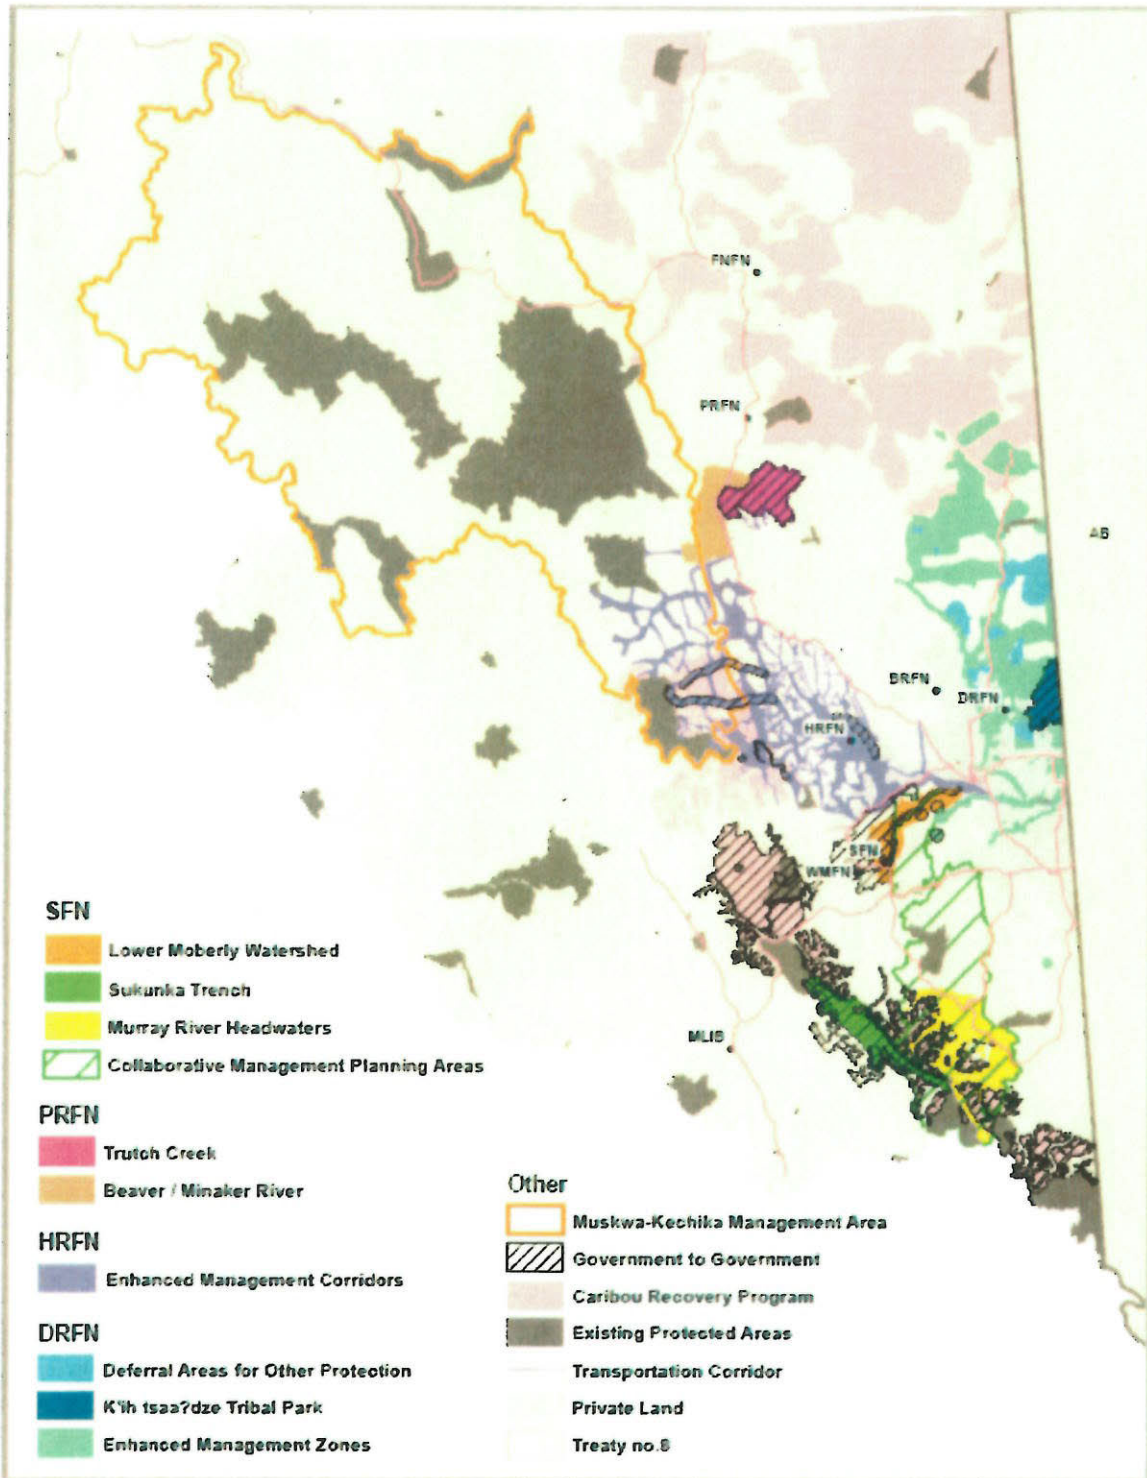 FNFN
PRFN
AB
BRFN
DRFN
HRFN
SFN
WMFN
MLIB
SFN
Lower Moberly Watershed
Sukunka Trench
Murray River Headwaters
Collaborative Management Planning Areas
PRFN
Trutch Creek
Beaver / Minaker River
HRFN
Enhanced Management Corridors
DRFN
Deferral Areas for Other Protection
K'ih tsaa?dze Tribal Park
Enhanced Management Zones
Other
Muskwa-Kechika Management Area
Government to Government
Caribou Recovery Program
Existing Protected Areas
Transportation Corridor
Private Land
Treaty no.8